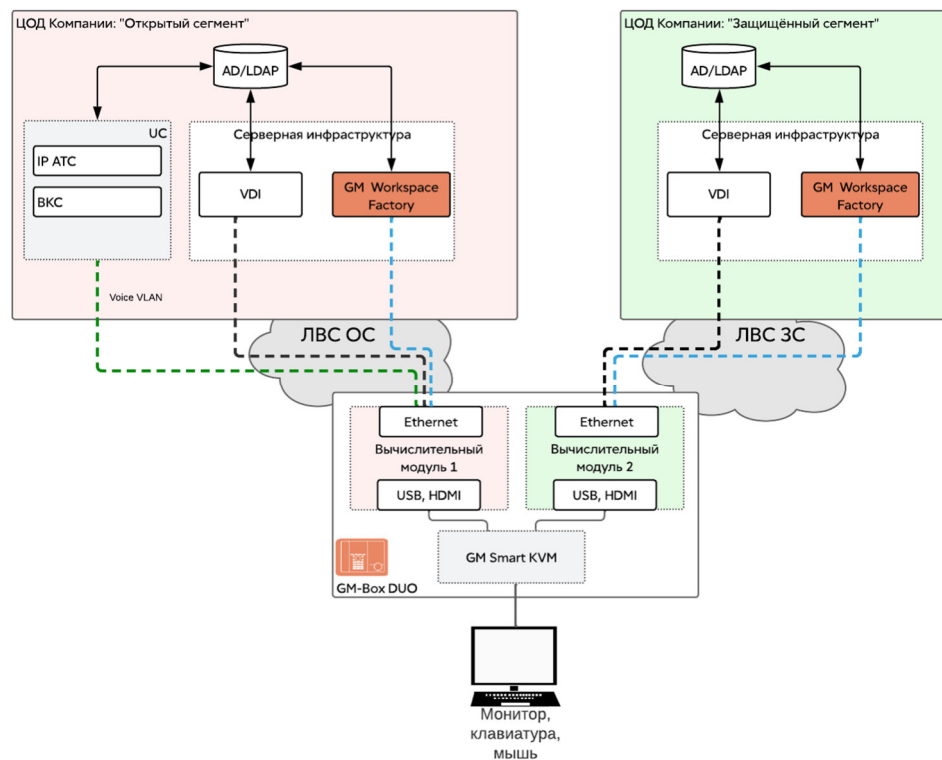 ЦОД Компании: "Открытый сегмент"
AD/LDAP
UC
IP АТС
ВКС
Серверная инфраструктура
VDI
GM Workspace
Factory
Voice VLAN
ЦОД Компании: "Защищённый сегмент"
AD/LDAP
Серверная инфраструктура
VDI
GM Workspace
Factory
ЛВС ОС
ЛВС ЗС
Ethernet
Вычислительный
модуль 1
USB, HDMI
Ethernet
Вычислительный
модуль 2
USB, HDMI
GM Smart KVM
GM-Box DUO
Монитор,
клавиатура,
мышь